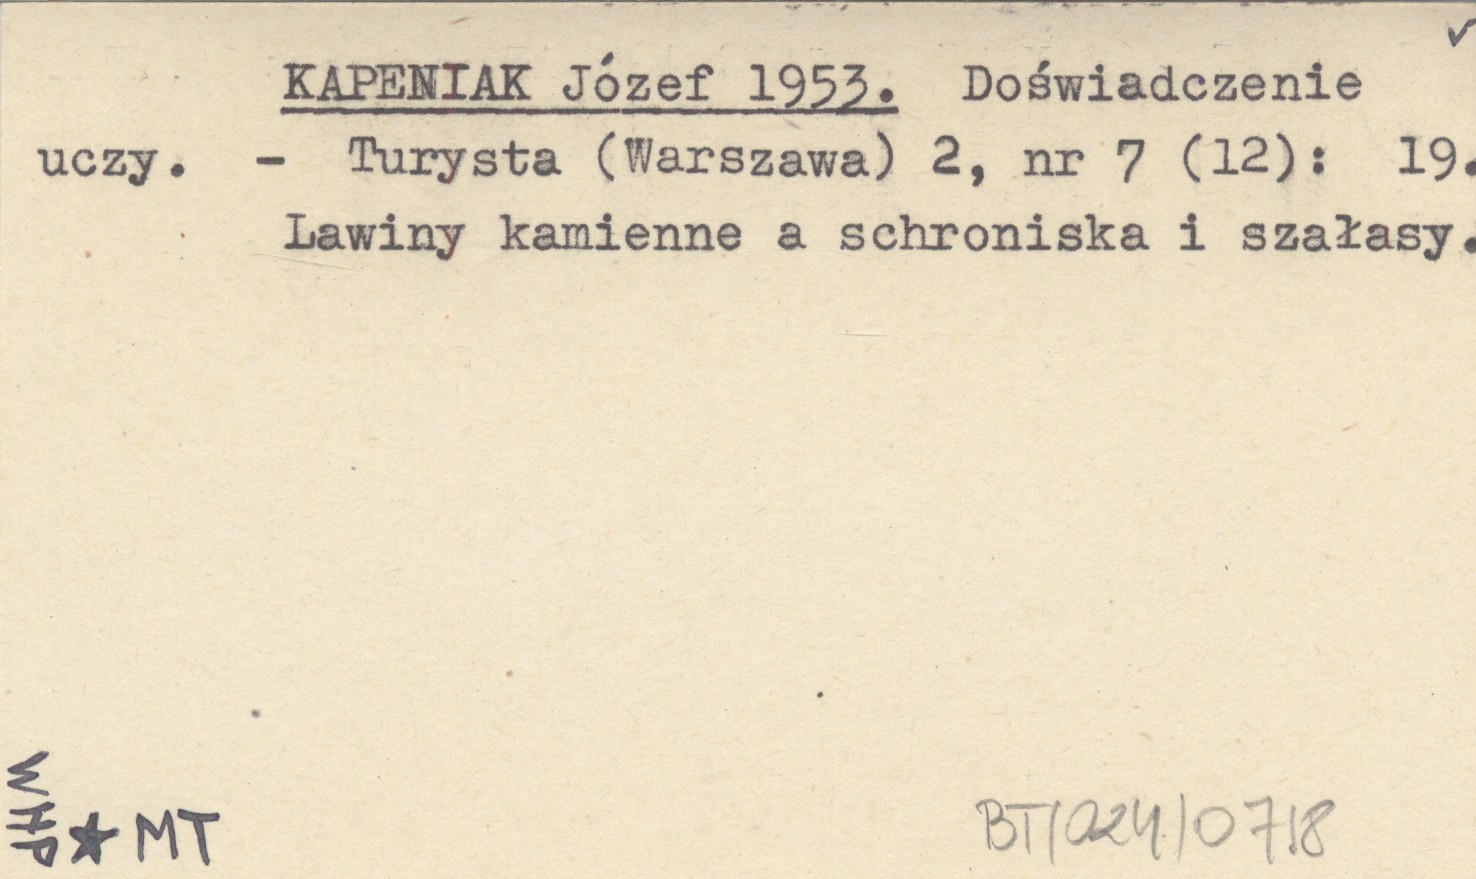 KAPENIAK Józef 1953. Doświadczenie
uczy. - Turysta (Warszawa) 2, nr 7 (12): 19.
Lawiny kamienne a schroniska i szałasy.
WHP
★ MT
BT/024/0718